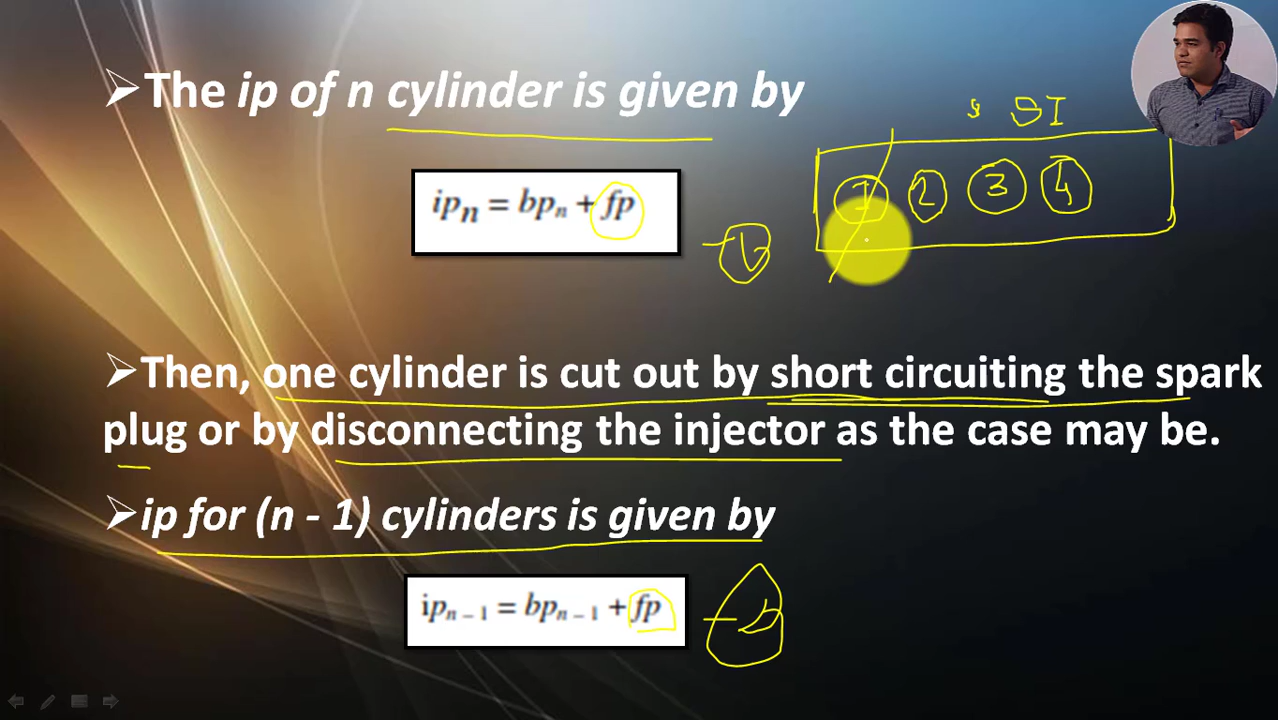 ➢The ip of n cylinder is given by
SI
1 2 3 4
ipn = bpn + fp
➢Then, one cylinder is cut out by short circuiting the spark
plug or by disconnecting the injector as the case may be.
➢ip for (n - 1) cylinders is given by
ipn – 1 = bpn – 1 + fp